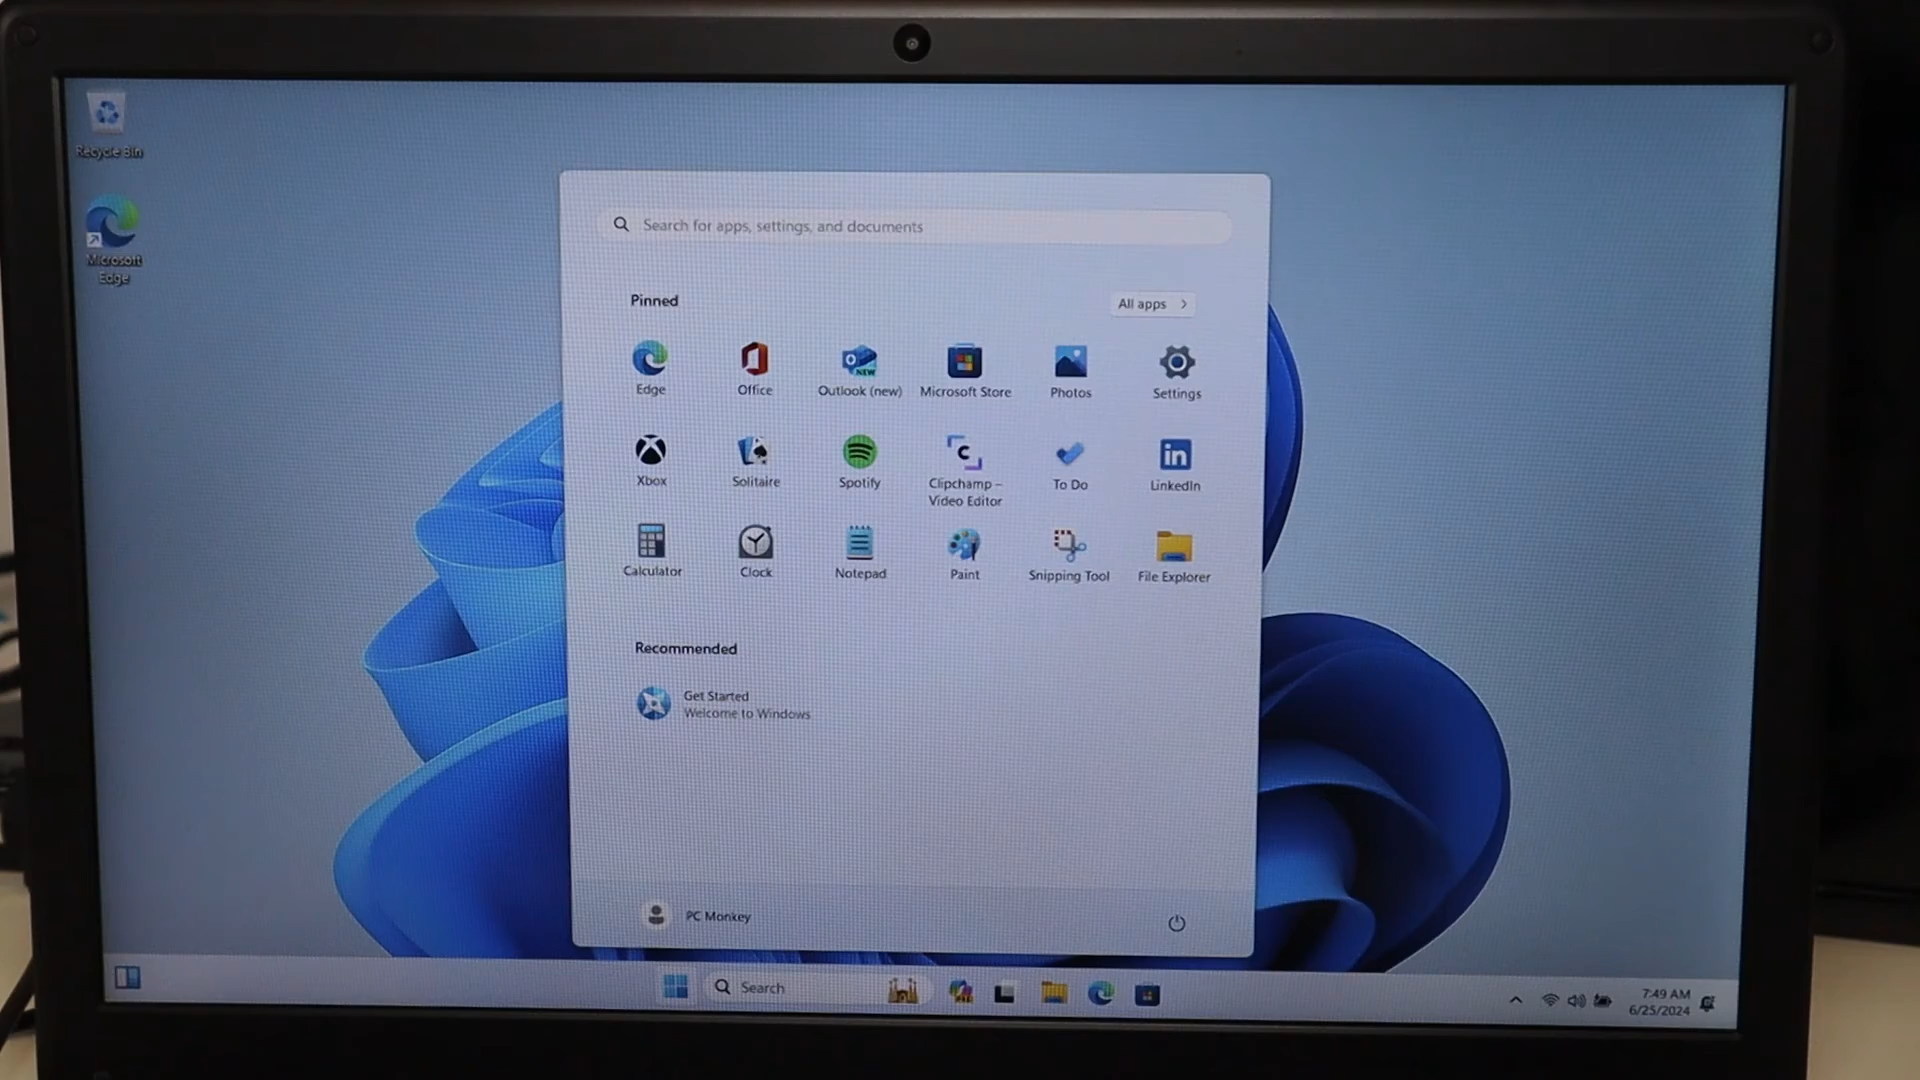 Recycle Bin
Microsoft
Edge
Search for apps, settings, and documents
Pinned
All apps
Edge
Office
NEW
Outlook (new)
Microsoft Store
Photos
Settings
Xbox
Solitaire
Spotify
Clipchamp –
Video Editor
To Do
in
LinkedIn
Calculator
Clock
Notepad
Paint
Snipping Tool
File Explorer
Recommended
Get Started
Welcome to Windows
PC Monkey
Search
7:49 AM
6/25/2024